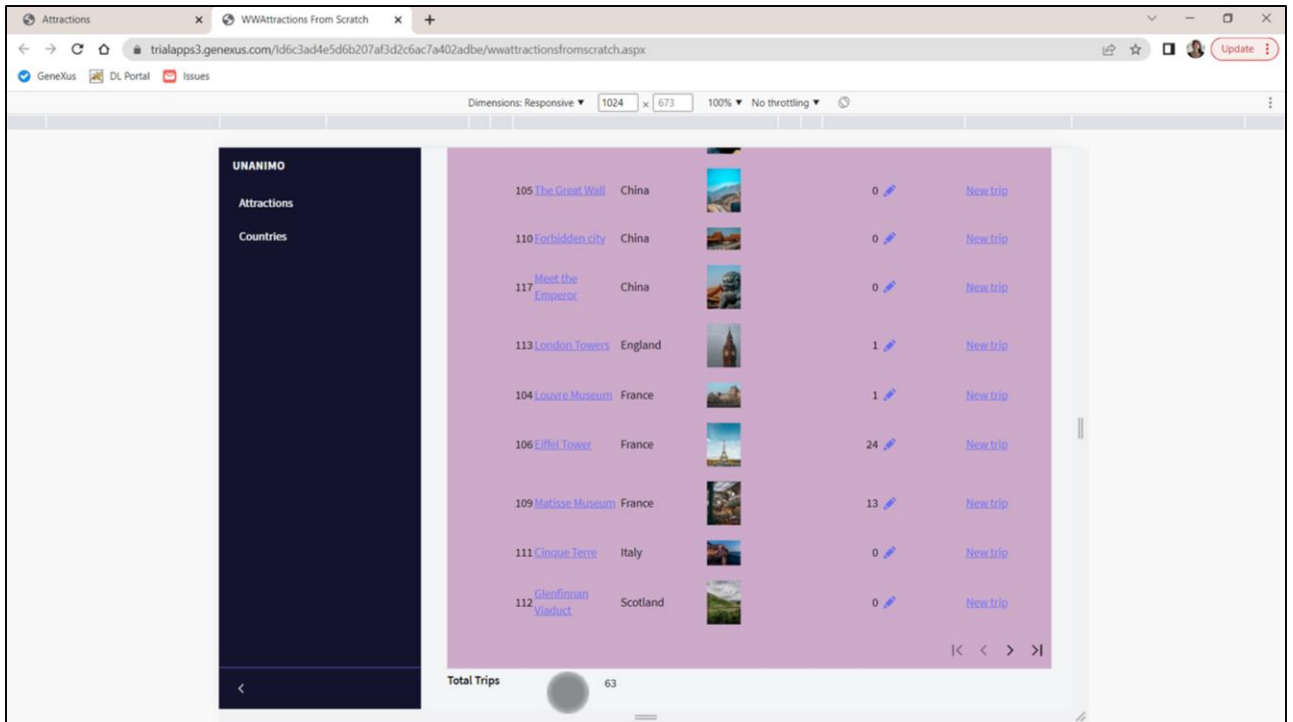 Attractions
WWAttractions From Scratch
trialapps3.genexus.com/Id6c3ad4e5d6b207af3d2c6ac7a402adbe/wwattractionsfromscratch.aspx
Update
GeneXus DL Portal Issues
Dimensions: Responsive 1024 x 673 100% No throttling
UNANIMO
Attractions
Countries
105 The Great Wall China 0 New trip
110 Forbidden city China 0 New trip
117 Meet the Emperor China 0 New trip
113 London Towers England 1 New trip
104 Louvre Museum France 1 New trip
106 Eiffel Tower France 24 New trip
109 Matisse Museum France 13 New trip
111 Cinque Terre Italy 0 New trip
112 Glenfinnan Viaduct Scotland 0 New trip
Total Trips 63